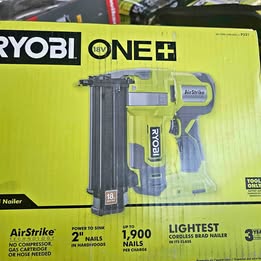 RYOBI 18V ONE+
AirStrike
RYOBI
18
TOOL
ONLY
Nailer
AirStrike
TECHNOLOGY
NO COMPRESSOR,
GAS CARTRIDGE
OR HOSE NEEDED
POWER TO SINK
2"
NAILS
IN HARDWOODS
UP TO
1,900
NAILS
PER CHARGE
LIGHTEST
CORDLESS BRAD NAILER
IN ITS CLASS
3 YEAR